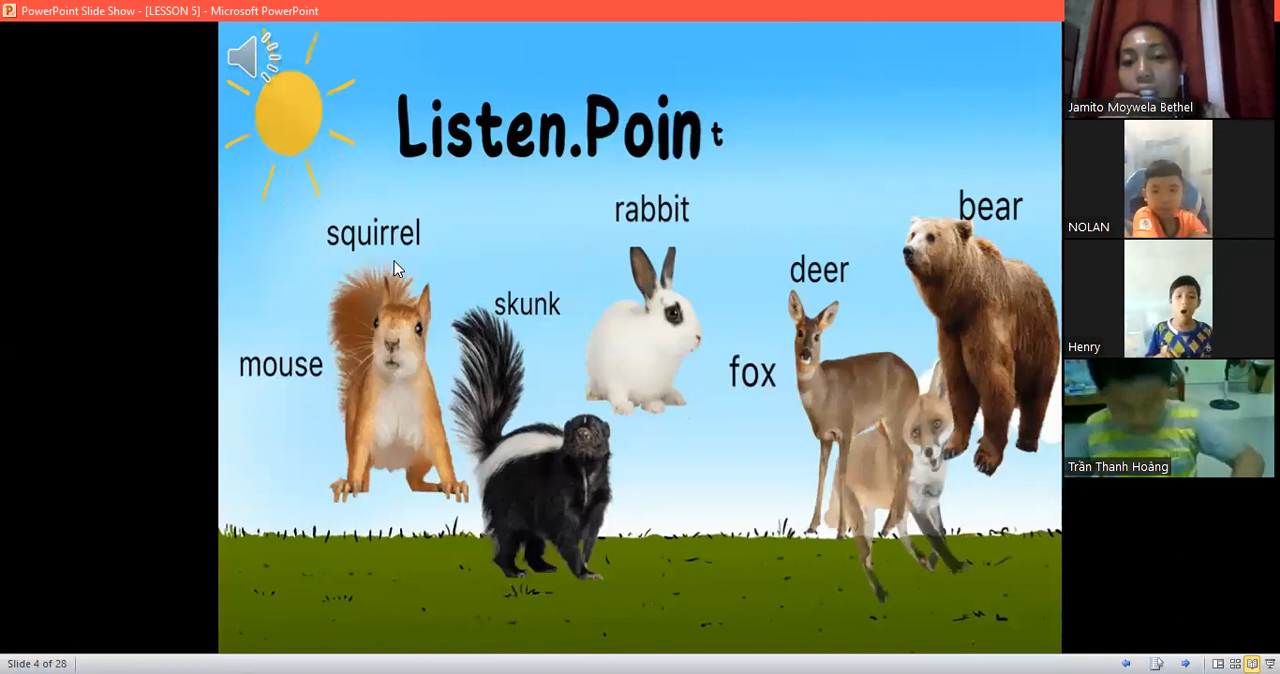 PowerPoint Slide Show - [LESSON 5] - Microsoft PowerPoint
Listen.Point
squirrel
rabbit
bear
deer
skunk
mouse
fox
Jamito Moywela Bethel
NOLAN
Henry
Trần Thanh Hoàng
Slide 4 of 28